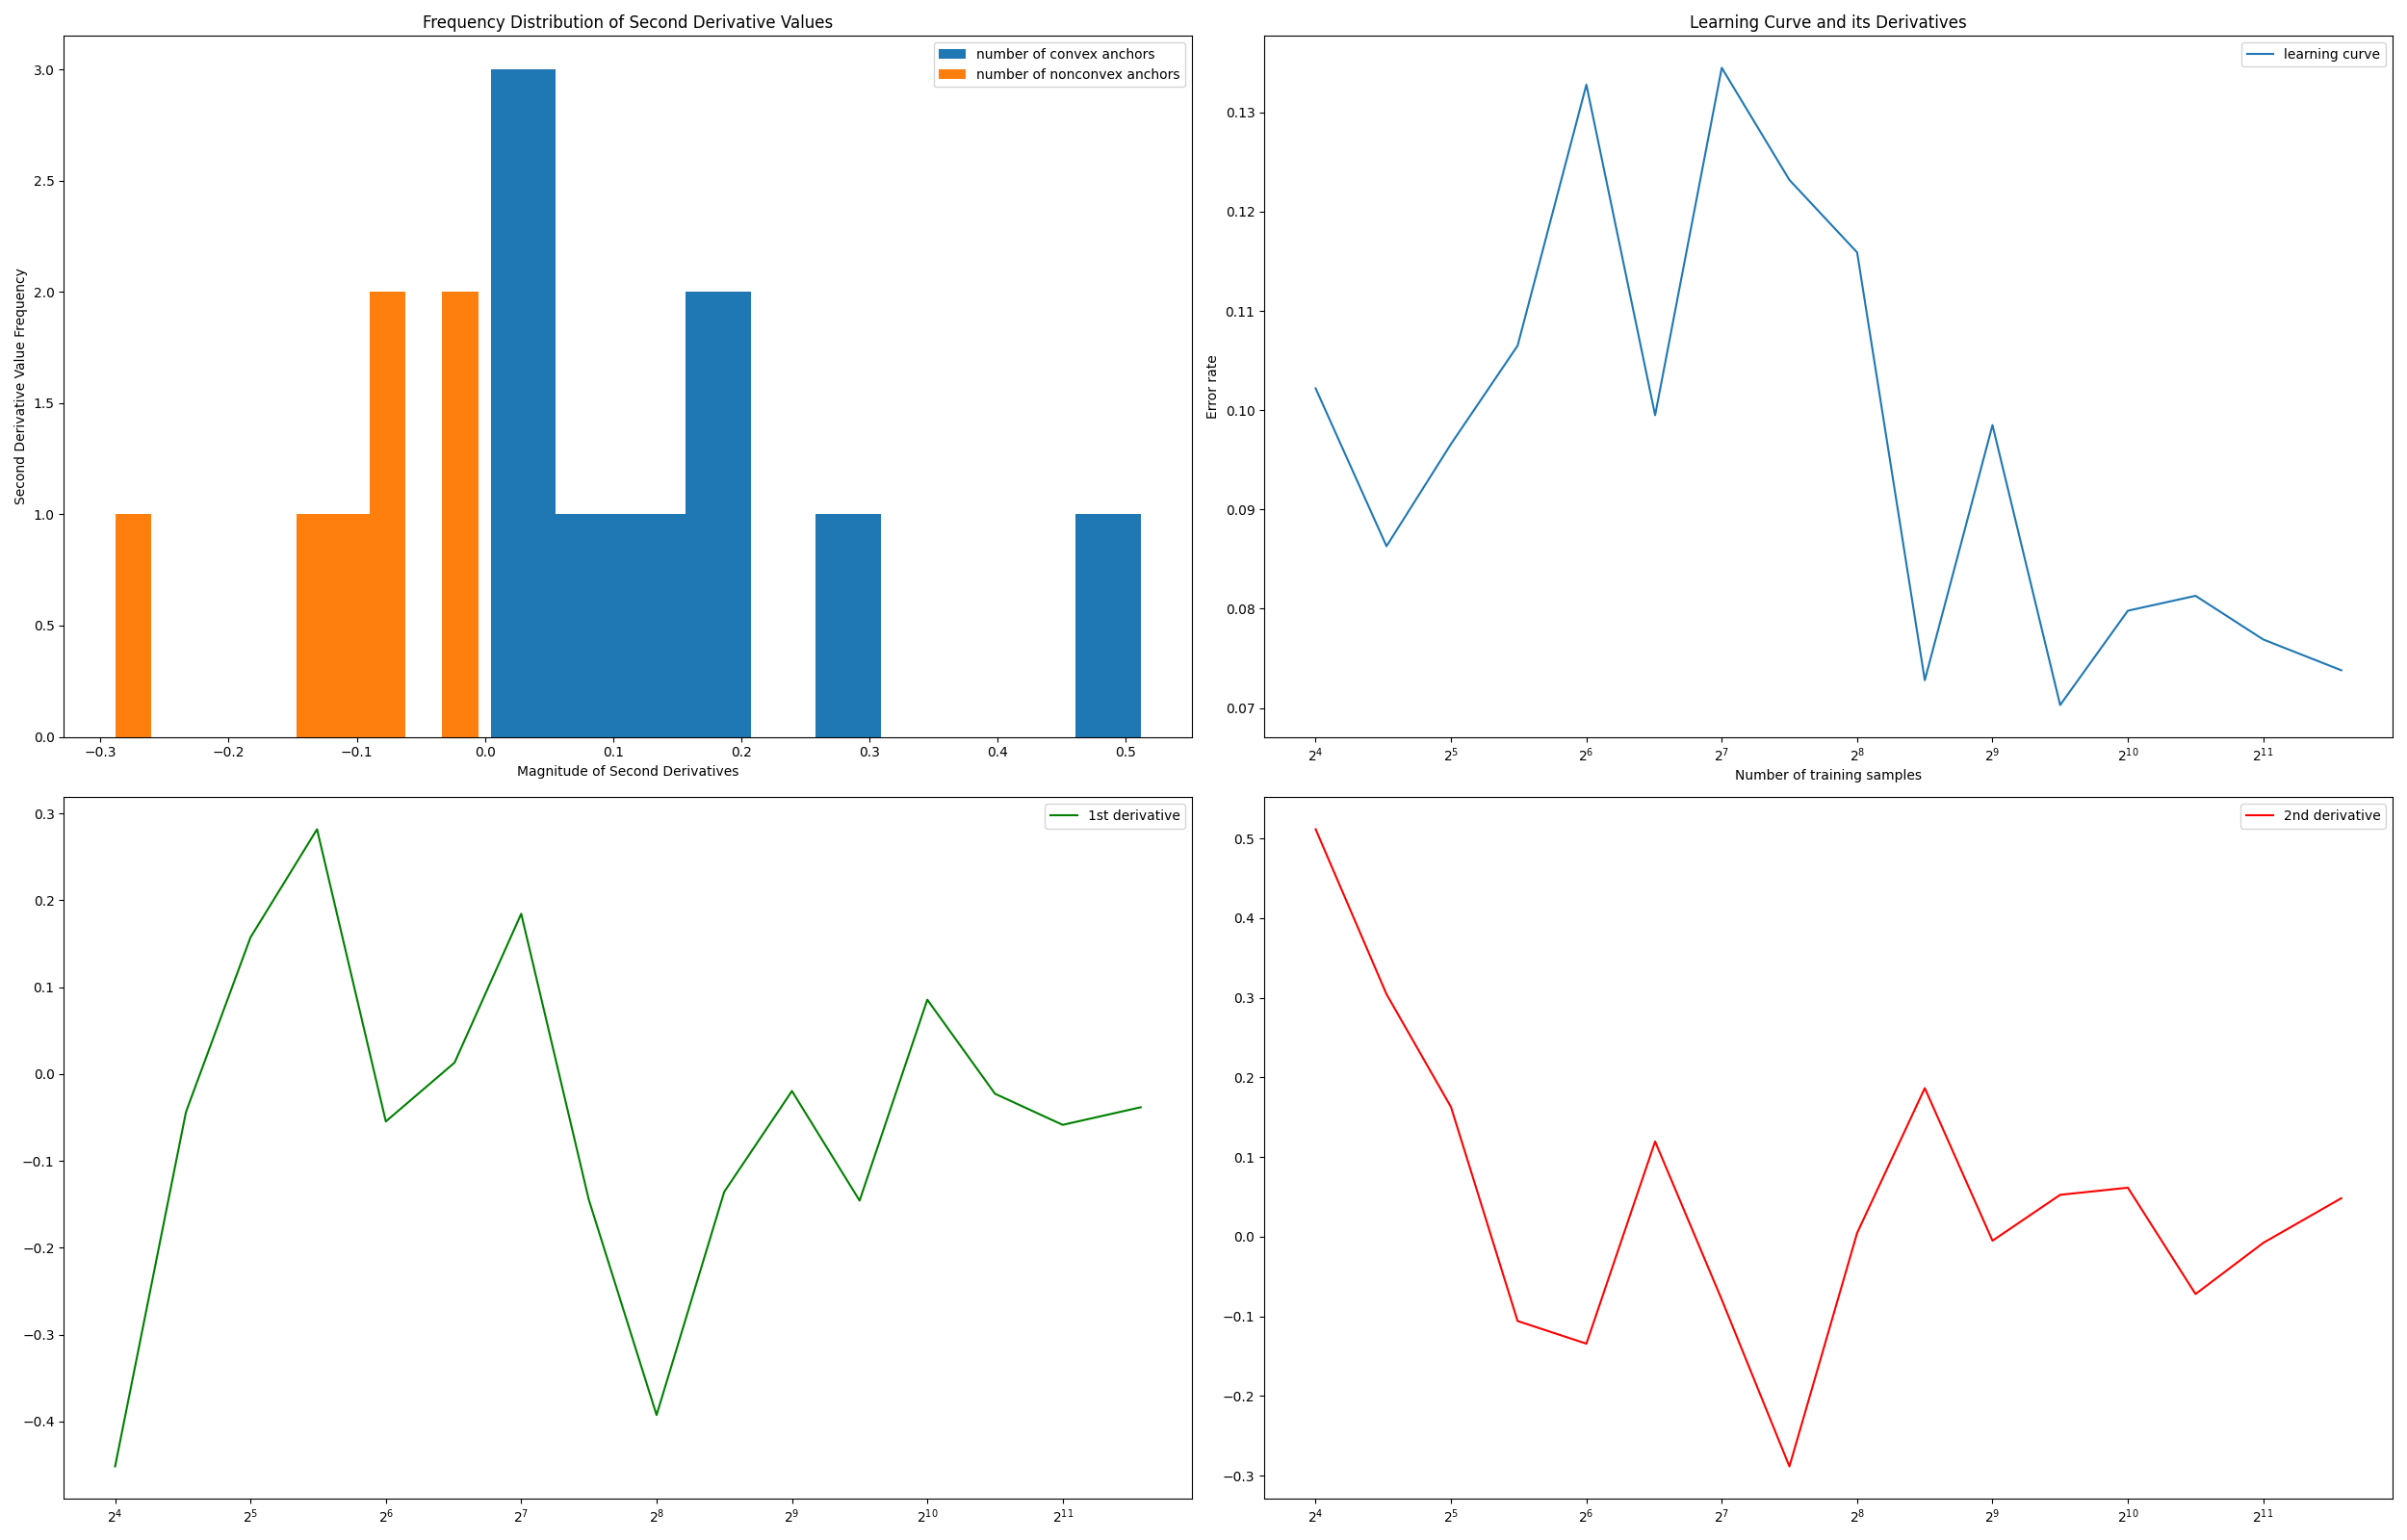 Frequency Distribution of Second Derivative Values
number of convex anchors
number of nonconvex anchors
Second Derivative Value Frequency
3.0
2.5
2.0
1.5
1.0
0.5
0.0
−0.3 −0.2 −0.1 0.0 0.1 0.2 0.3 0.4 0.5
Magnitude of Second Derivatives
Learning Curve and its Derivatives
learning curve
Error rate
0.13
0.12
0.11
0.10
0.09
0.08
0.07
2^4 2^5 2^6 2^7 2^8 2^9 2^10 2^11
Number of training samples
1st derivative
0.3
0.2
0.1
0.0
−0.1
−0.2
−0.3
−0.4
2^4 2^5 2^6 2^7 2^8 2^9 2^10 2^11
2nd derivative
0.5
0.4
0.3
0.2
0.1
0.0
−0.1
−0.2
−0.3
2^4 2^5 2^6 2^7 2^8 2^9 2^10 2^11